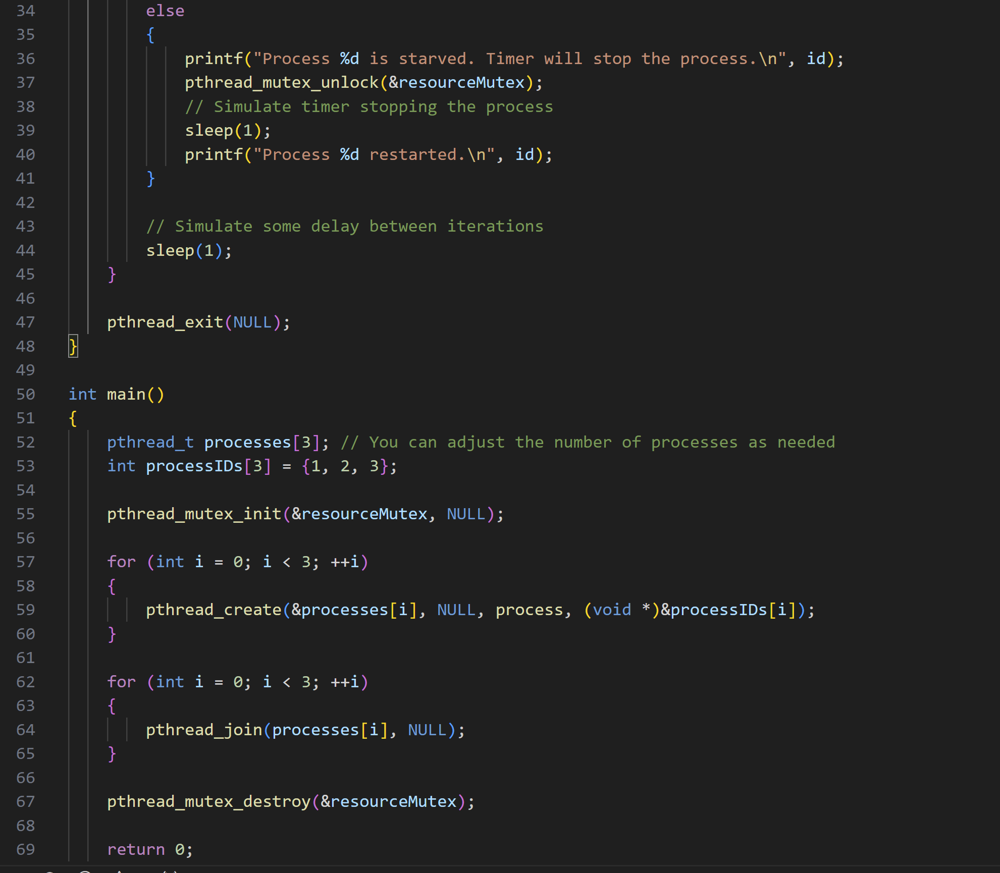 34 else
35 {
36 printf("Process %d is starved. Timer will stop the process.\n", id);
37 pthread_mutex_unlock(&resourceMutex);
38 // Simulate timer stopping the process
39 sleep(1);
40 printf("Process %d restarted.\n", id);
41 }
42
43 // Simulate some delay between iterations
44 sleep(1);
45 }
46
47 pthread_exit(NULL);
48 }
49
50 int main()
51 {
52 pthread_t processes[3]; // You can adjust the number of processes as needed
53 int processIDs[3] = {1, 2, 3};
54
55 pthread_mutex_init(&resourceMutex, NULL);
56
57 for (int i = 0; i < 3; ++i)
58 {
59 pthread_create(&processes[i], NULL, process, (void *)&processIDs[i]);
60 }
61
62 for (int i = 0; i < 3; ++i)
63 {
64 pthread_join(processes[i], NULL);
65 }
66
67 pthread_mutex_destroy(&resourceMutex);
68
69 return 0;